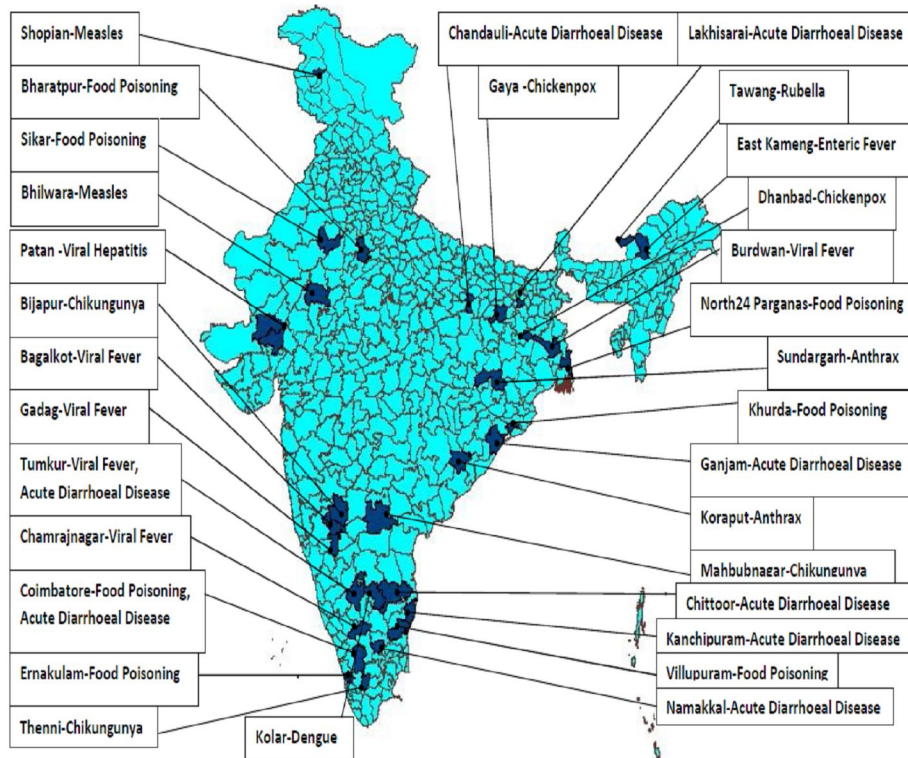 Shopian-Measles
Bharatpur-Food Poisoning
Sikar-Food Poisoning
Bhilwara-Measles
Patan -Viral Hepatitis
Bijapur-Chikungunya
Bagalkot-Viral Fever
Gadag-Viral Fever
Tumkur-Viral Fever,
Acute Diarrhoeal Disease
Chamrajnagar-Viral Fever
Coimbatore-Food Poisoning,
Acute Diarrhoeal Disease
Ernakulam-Food Poisoning
Thenni-Chikungunya
Kolar-Dengue
Chandauli-Acute Diarrhoeal Disease
Lakhisarai-Acute Diarrhoeal Disease
Gaya -Chickenpox
Tawang-Rubella
East Kameng-Enteric Fever
Dhanbad-Chickenpox
Burdwan-Viral Fever
North24 Parganas-Food Poisoning
Sundargarh-Anthrax
Khurda-Food Poisoning
Ganjam-Acute Diarrhoeal Disease
Koraput-Anthrax
Mahbubnagar-Chikungunya
Chittoor-Acute Diarrhoeal Disease
Kanchipuram-Acute Diarrhoeal Disease
Villupuram-Food Poisoning
Namakkal-Acute Diarrhoeal Disease